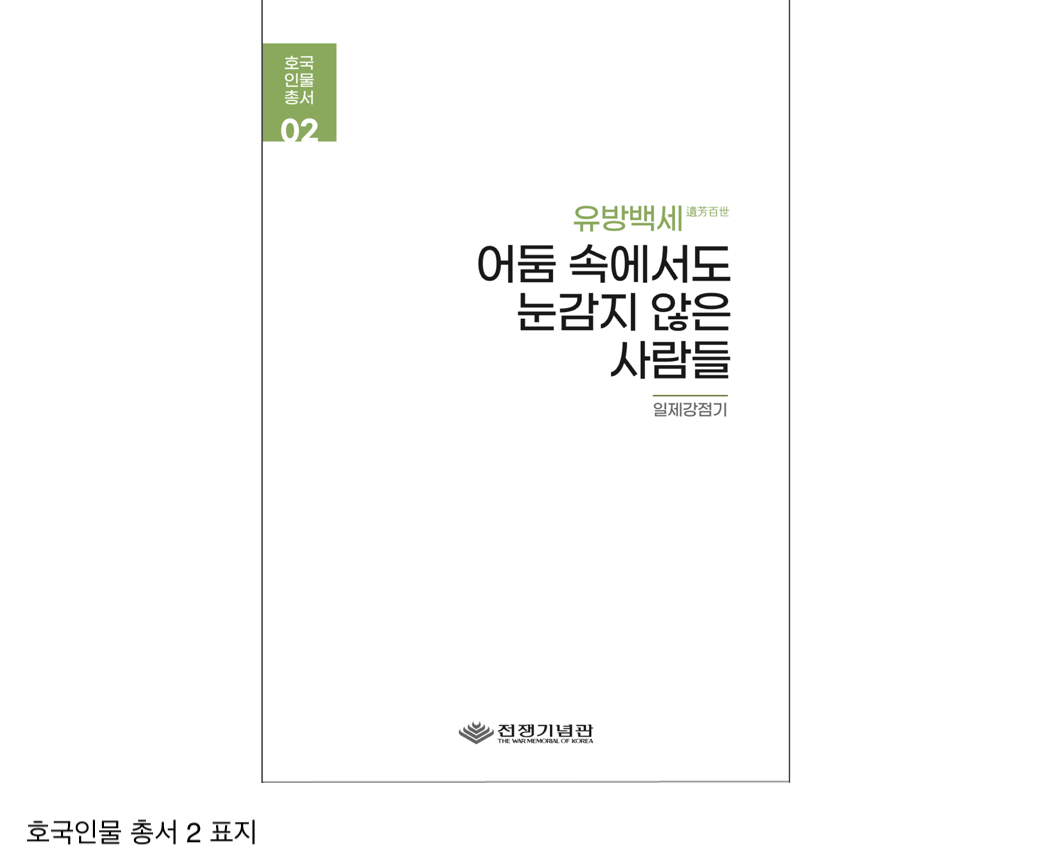 호국
인물
총서
02
유방백세 遺芳百世
어둠 속에서도
눈감지 않은
사람들
일제강점기
전쟁기념관
THE WAR MEMORIAL OF KOREA
호국인물 총서 2 표지